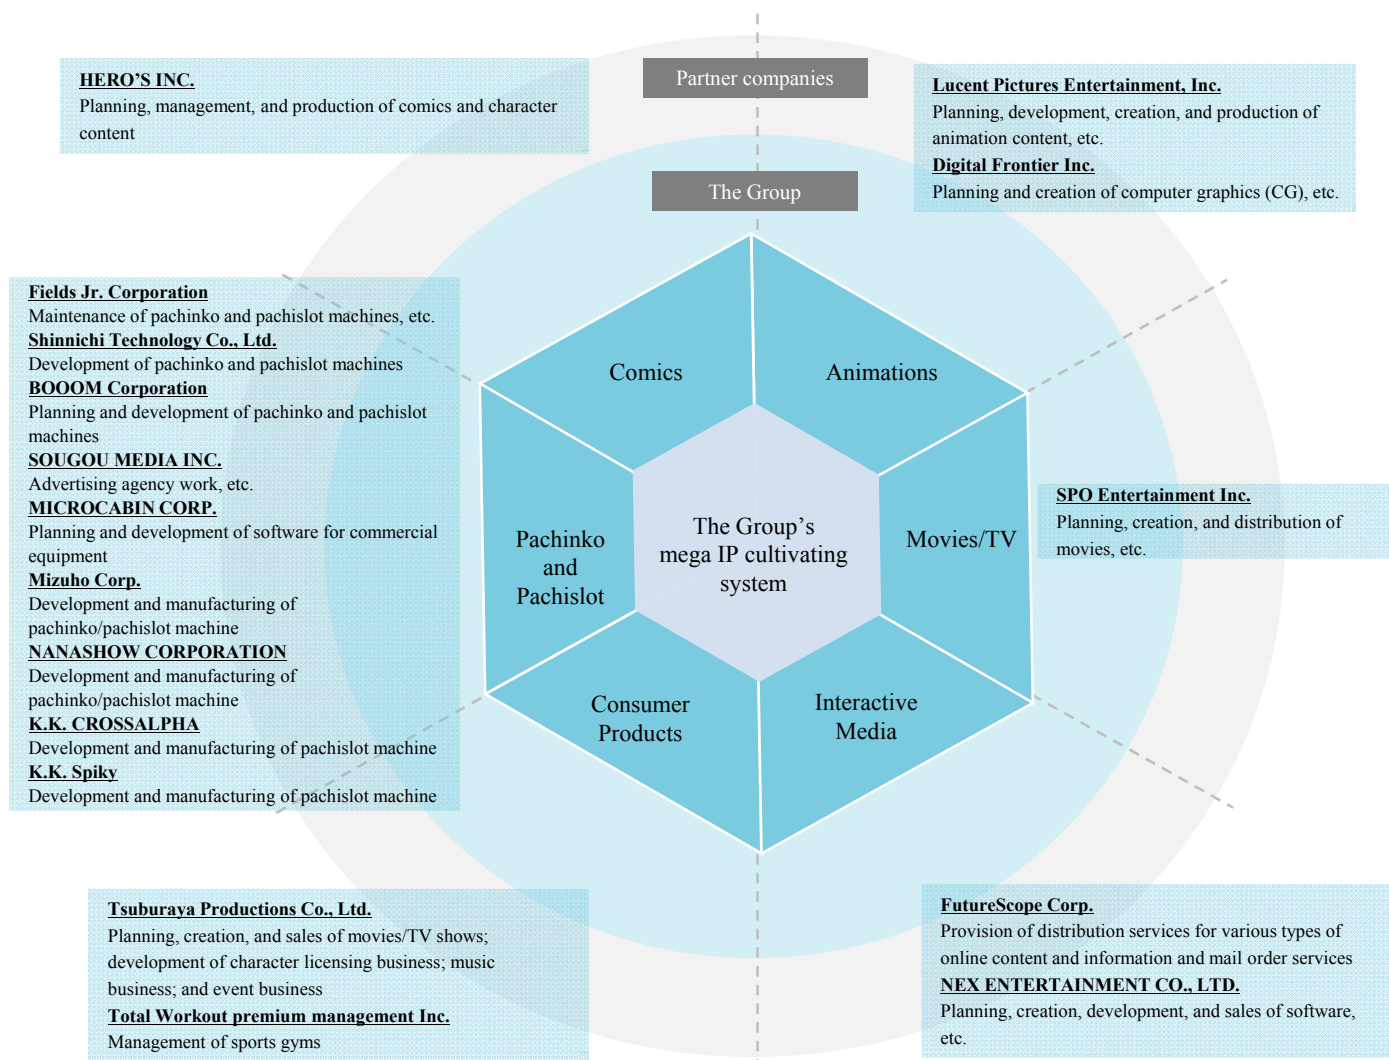 Partner companies
The Group
HERO’S INC.
Planning, management, and production of comics and character
content
Lucent Pictures Entertainment, Inc.
Planning, development, creation, and production of
animation content, etc.
Digital Frontier Inc.
Planning and creation of computer graphics (CG), etc.
Fields Jr. Corporation
Maintenance of pachinko and pachislot machines, etc.
Shinnichi Technology Co., Ltd.
Development of pachinko and pachislot machines
BOOOM Corporation
Planning and development of pachinko and pachislot
machines
SOUGOU MEDIA INC.
Advertising agency work, etc.
MICROCABIN CORP.
Planning and development of software for commercial
equipment
Mizuho Corp.
Development and manufacturing of
pachinko/pachislot machine
NANASHOW CORPORATION
Development and manufacturing of
pachinko/pachislot machine
K.K. CROSSALPHA
Development and manufacturing of pachislot machine
K.K. Spiky
Development and manufacturing of pachislot machine
Comics
Animations
Pachinko
and
Pachislot
The Group’s
mega IP cultivating
system
Movies/TV
Consumer
Products
Interactive
Media
SPO Entertainment Inc.
Planning, creation, and distribution of
movies, etc.
Tsuburaya Productions Co., Ltd.
Planning, creation, and sales of movies/TV shows;
development of character licensing business; music
business; and event business
Total Workout premium management Inc.
Management of sports gyms
FutureScope Corp.
Provision of distribution services for various types of
online content and information and mail order services
NEX ENTERTAINMENT CO., LTD.
Planning, creation, development, and sales of software,
etc.